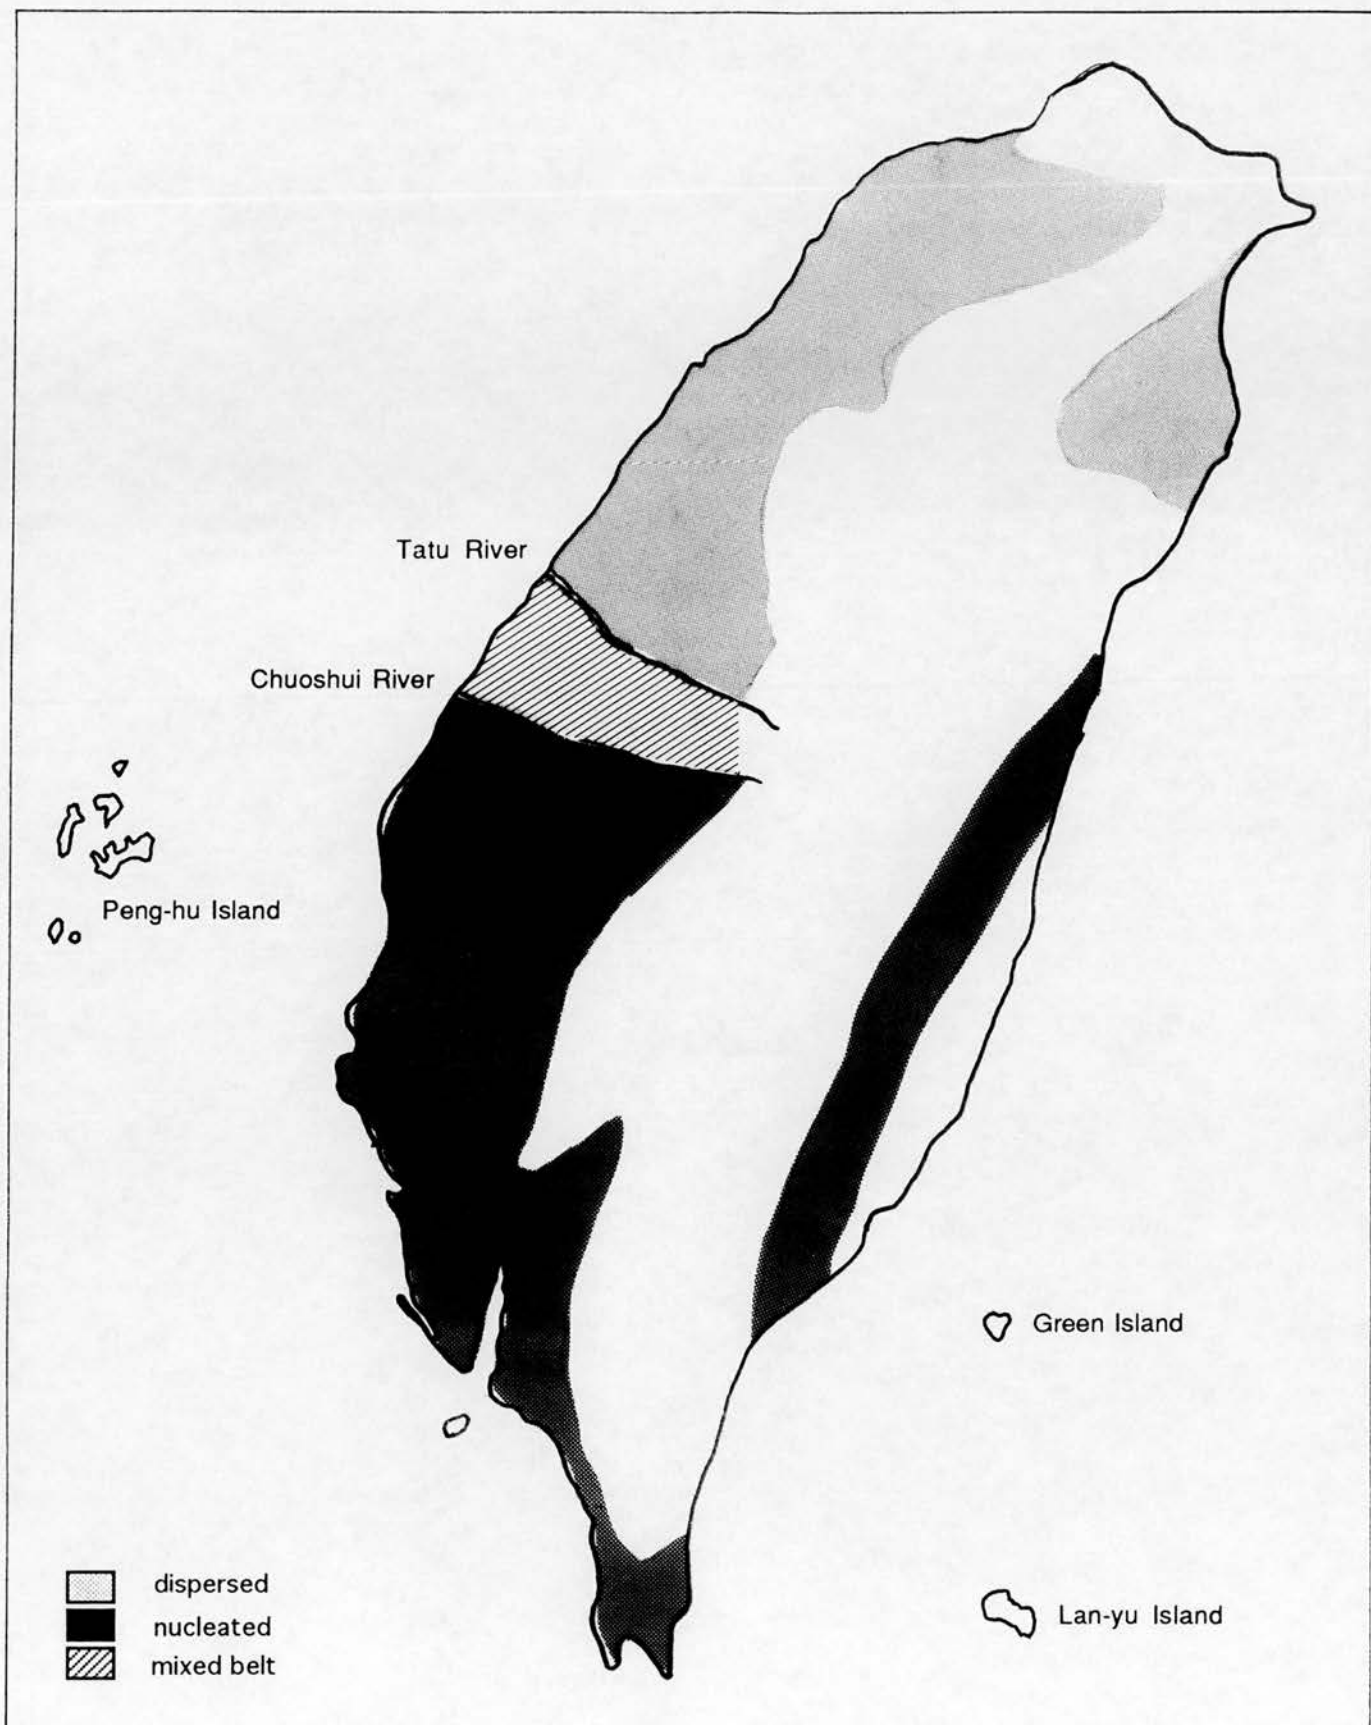 Tatu River
Chuoshui River
Peng-hu Island
Green Island
Lan-yu Island
dispersed
nucleated
mixed belt